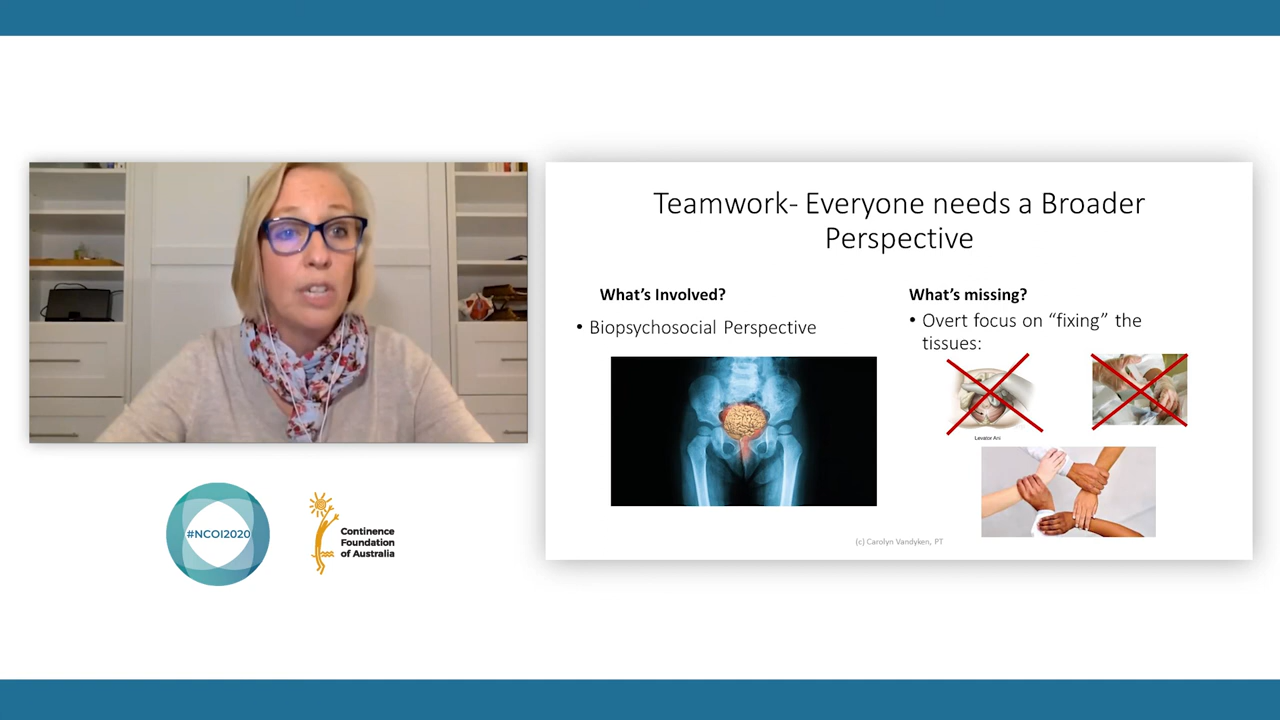 Teamwork- Everyone needs a Broader
Perspective
What's Involved?
• Biopsychosocial Perspective
What's missing?
• Overt focus on “fixing” the
tissues:
Levator Ani
(c) Carolyn Vandyken, PT
#NCOI2020
Continence
Foundation
of Australia